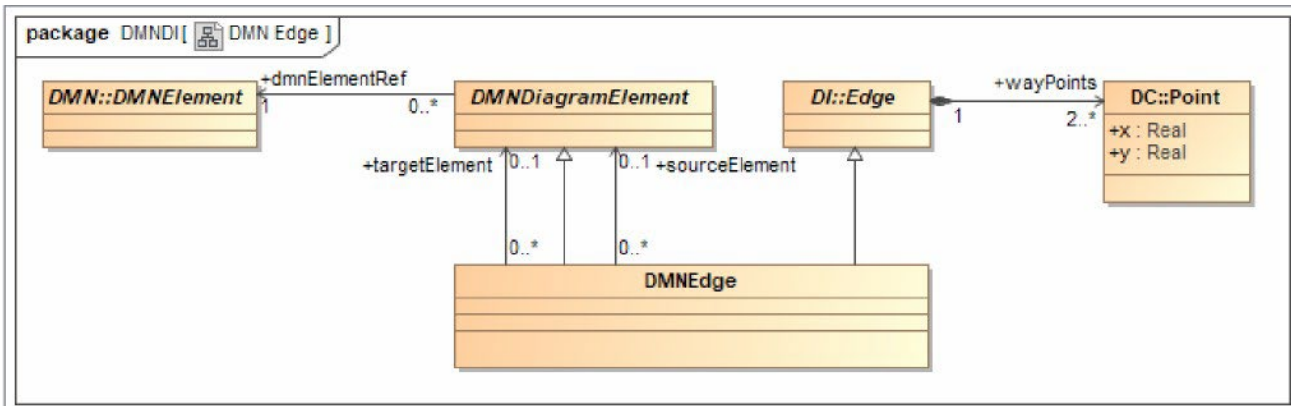 package DMNDI[ DMN Edge ]
+dmnElementRef
+wayPoints
DMN::DMNElement
1
0..*
DMNDiagramElement
DI::Edge
1
2..*
DC::Point
+x : Real
+y : Real
+targetElement
0..1
0..1
+sourceElement
0..*
0..*
DMNEdge